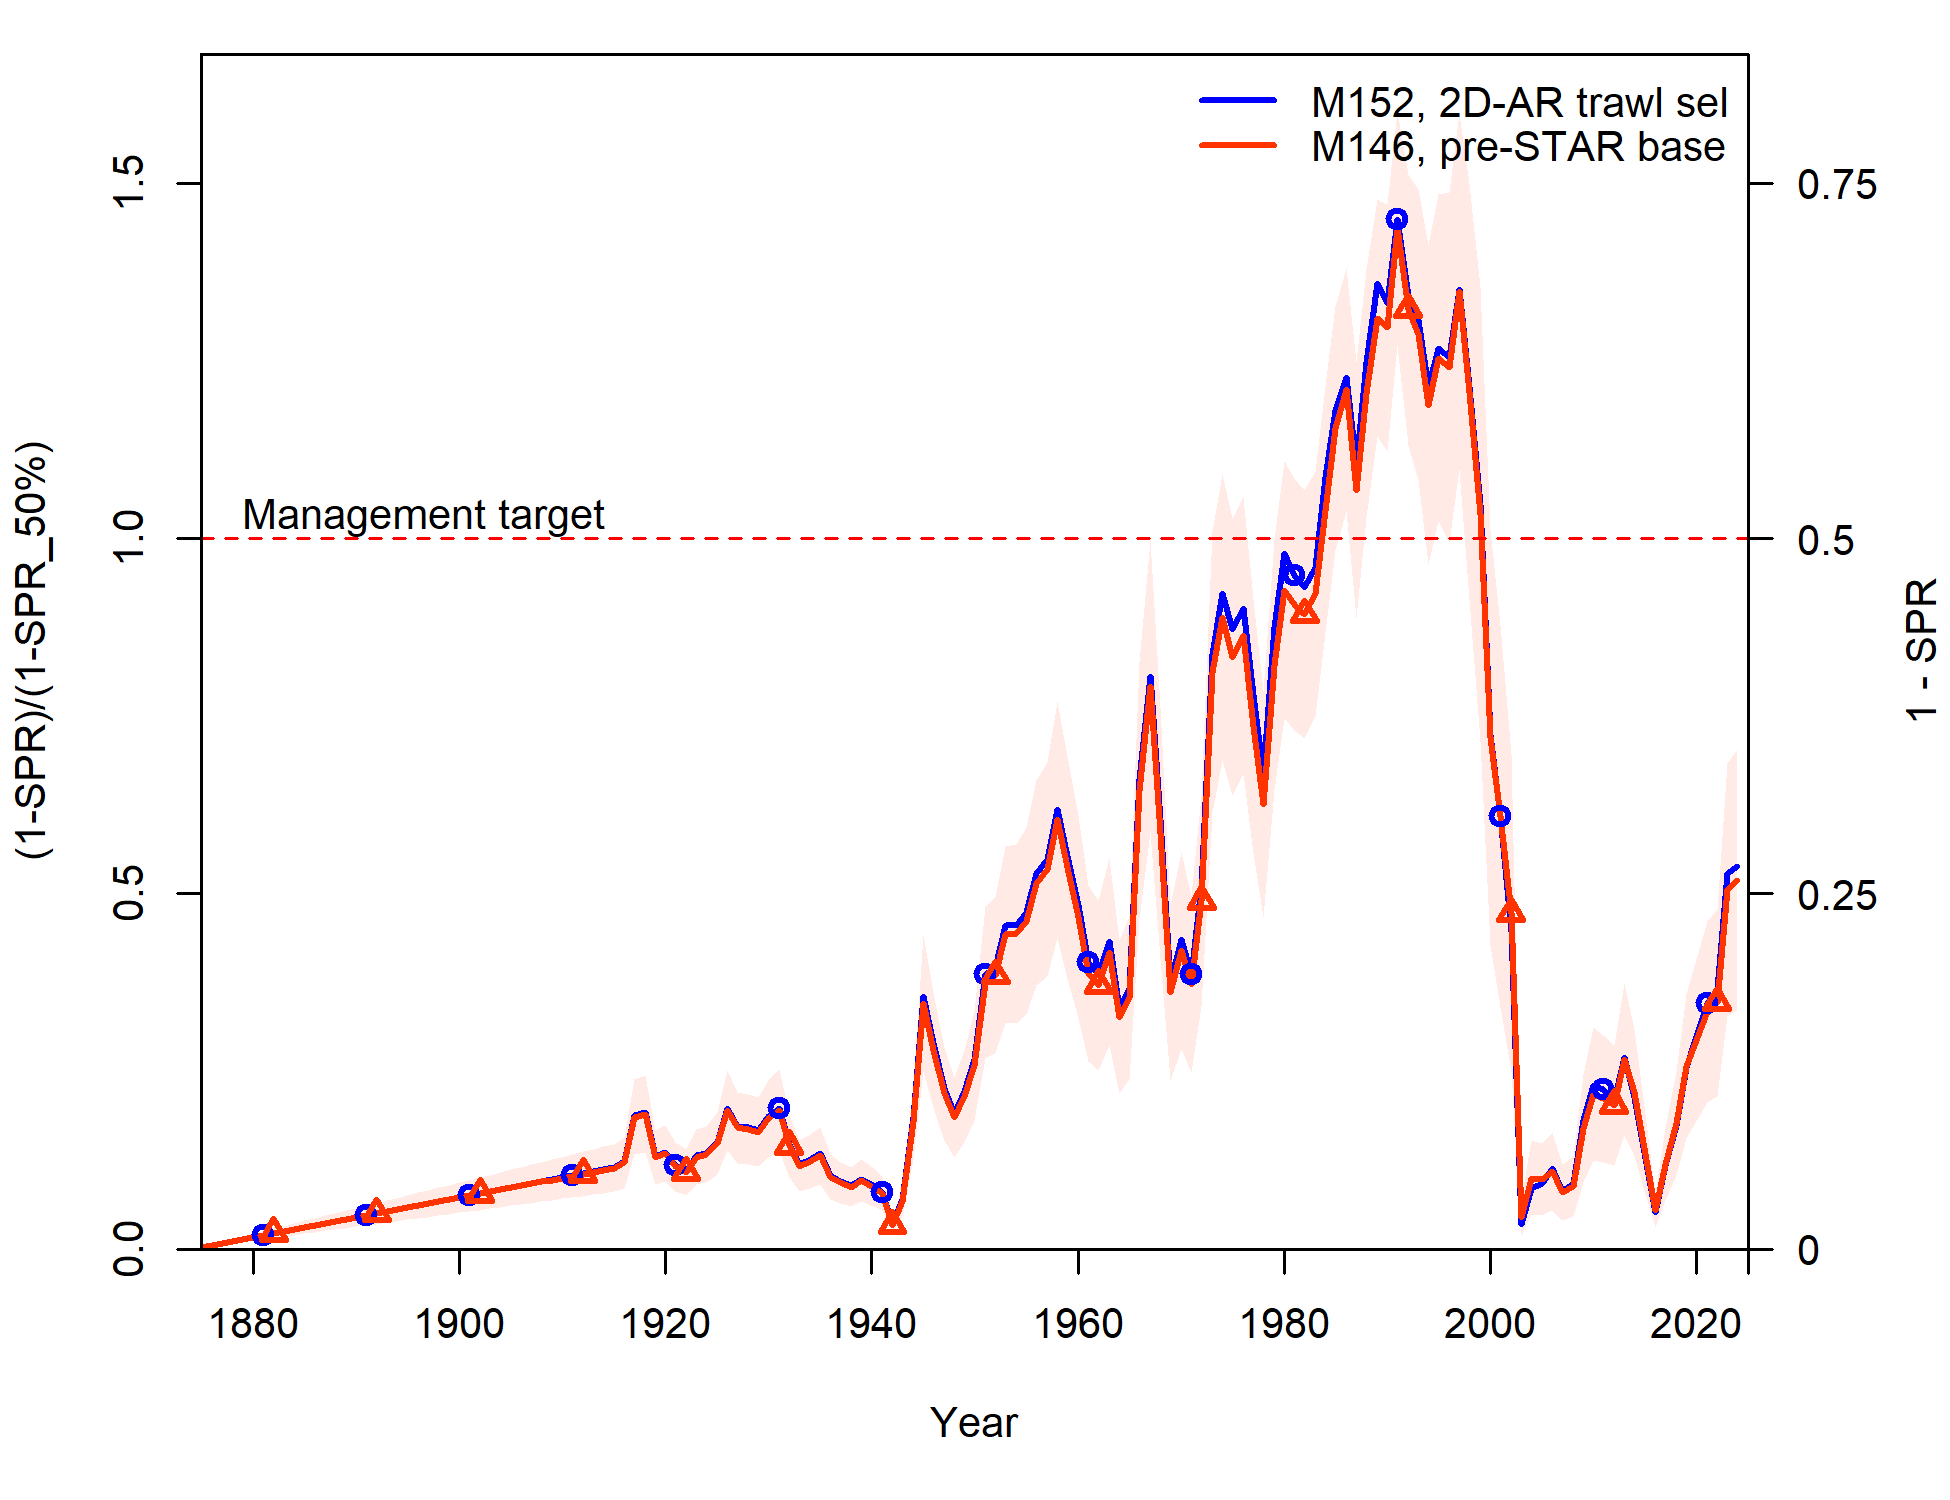 M152, 2D-AR trawl sel
M146, pre-STAR base
Management target
(1-SPR)/(1-SPR_50%)
0.0
0.5
1.0
1.5
1 - SPR
0
0.25
0.5
0.75
1880
1900
1920
1940
1960
1980
2000
2020
Year